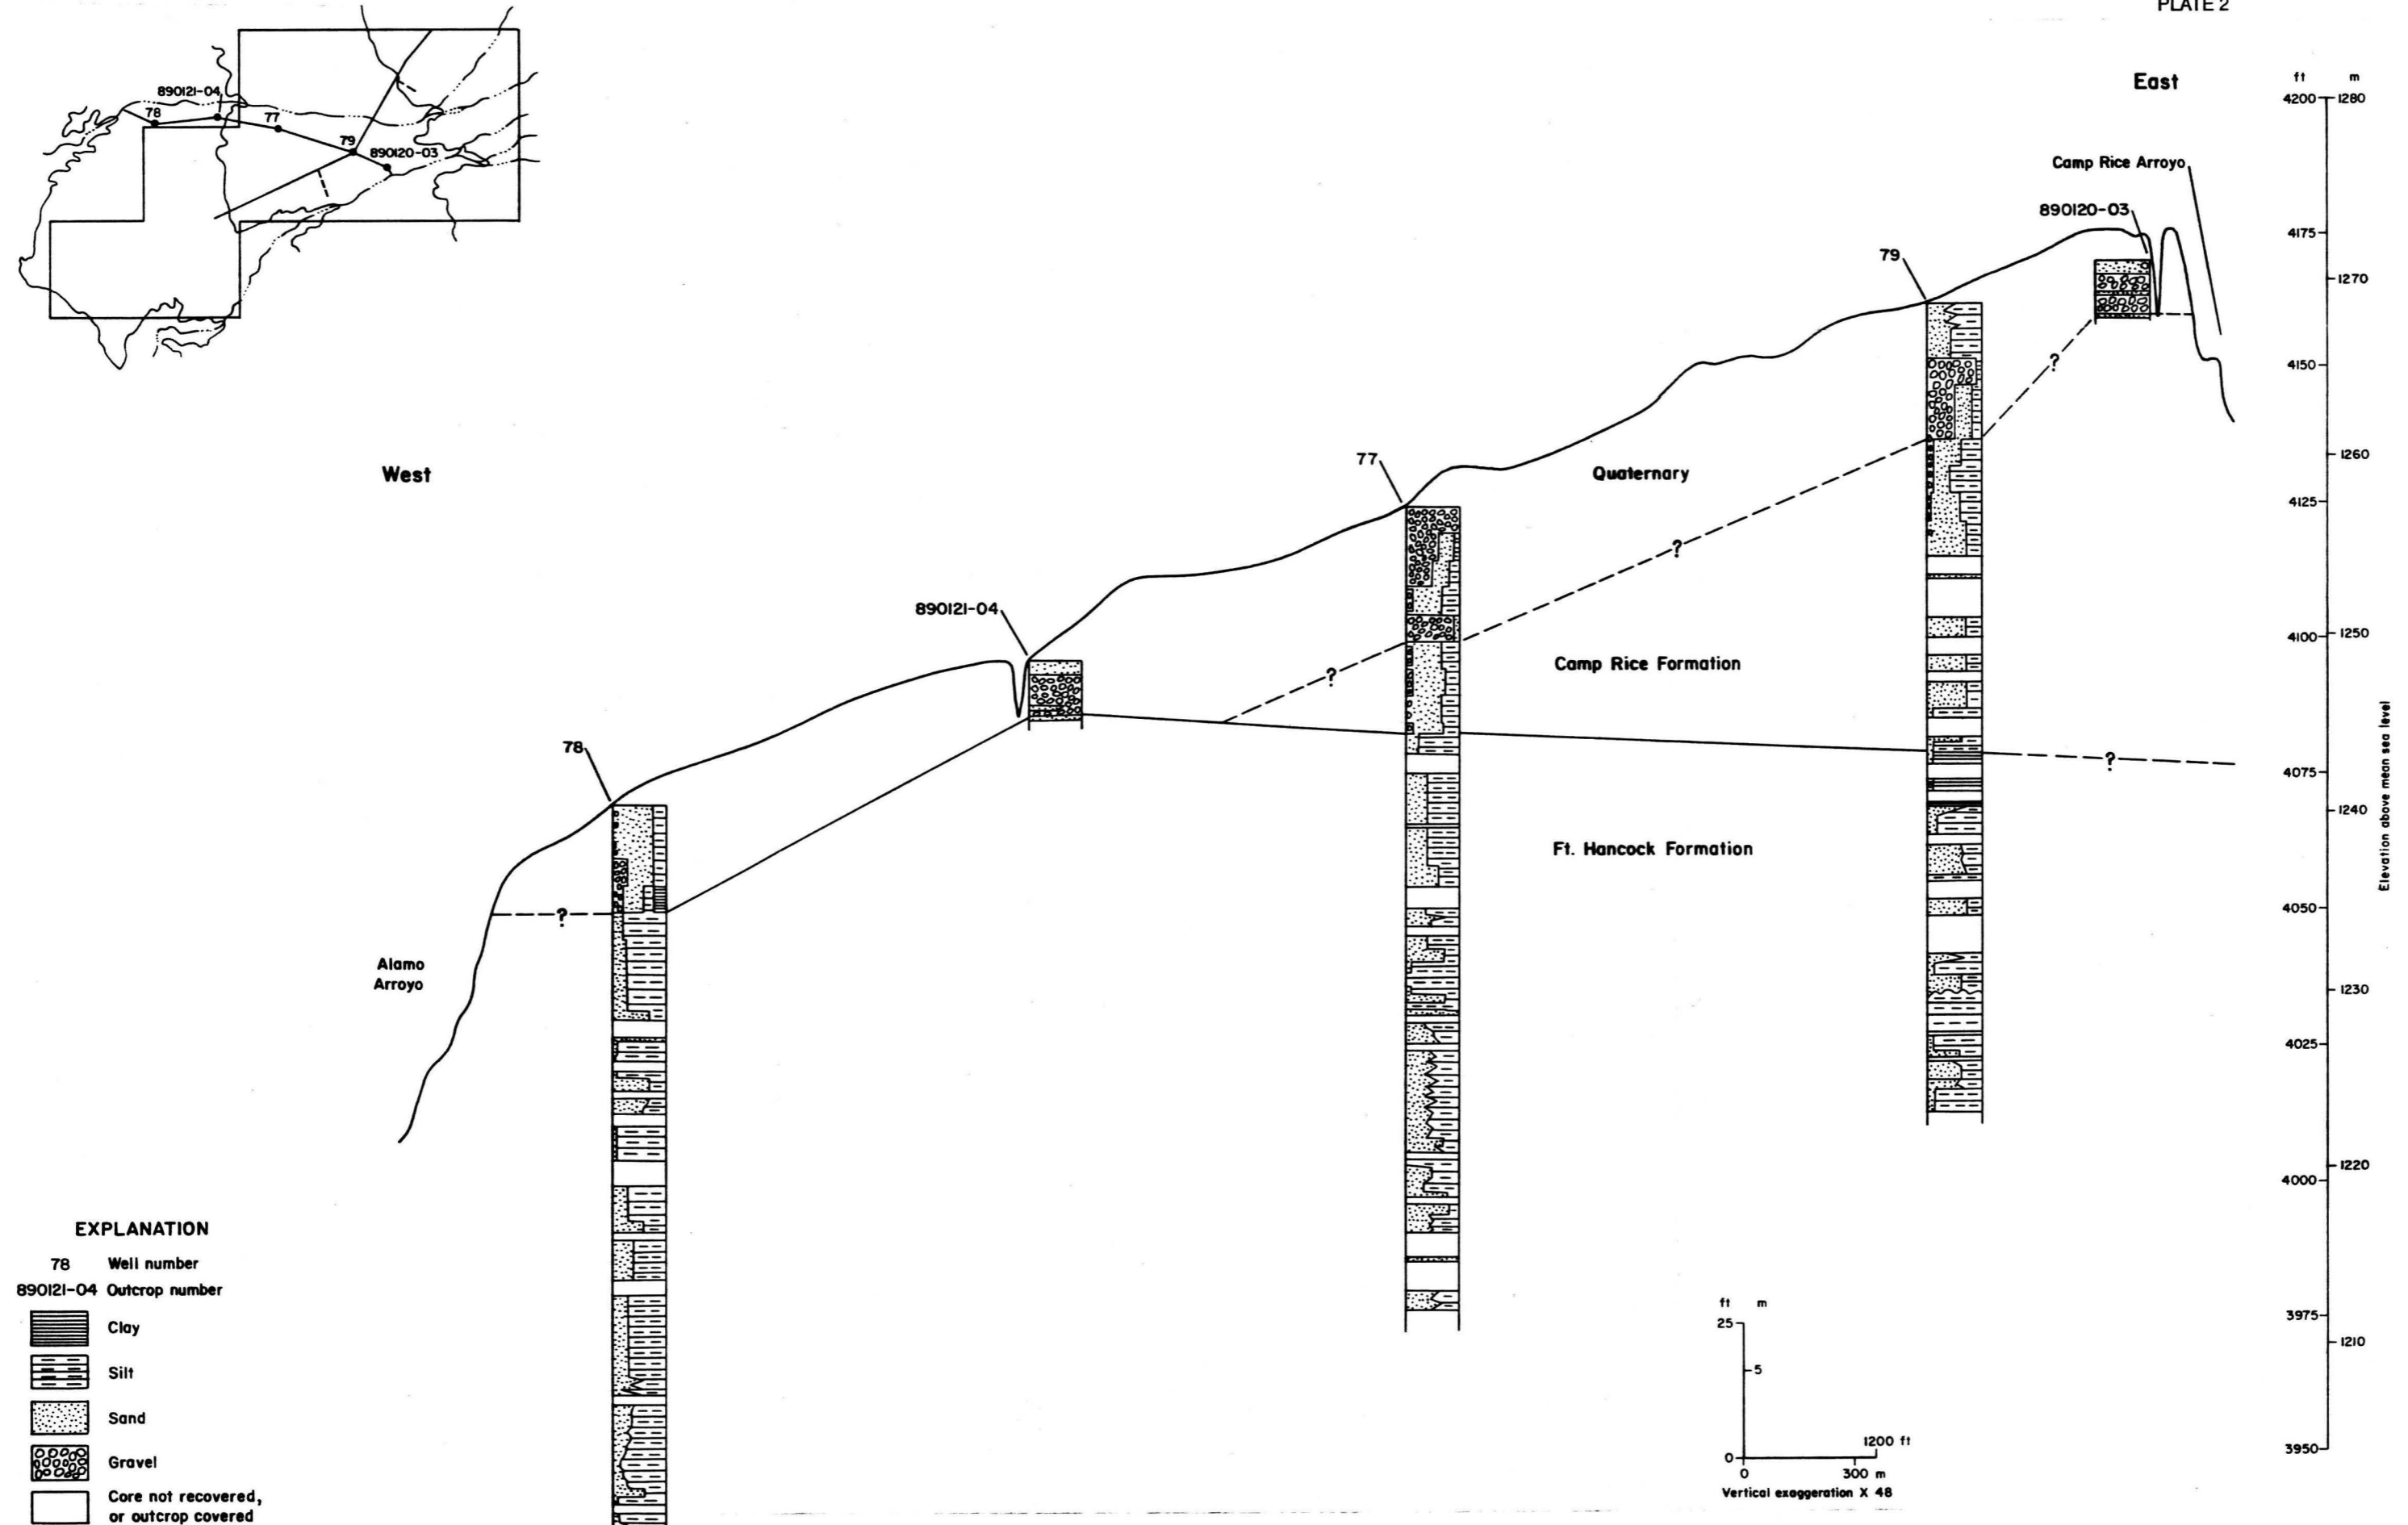 PLATE 2
890121-04
78
77
79
890120-03
West
East
Camp Rice Arroyo
890120-03
79
77
Quaternary
890121-04
?
?
?
Camp Rice Formation
78
?
Ft. Hancock Formation
?
Alamo
Arroyo
ft m
4200 1280
4175
1270
4150
1260
4125
4100 1250
4075
1240
4050
1230
4025
1220
4000
3975
1210
3950
Elevation above mean sea level
EXPLANATION
78 Well number
890121-04 Outcrop number
Clay
Silt
Sand
Gravel
Core not recovered,
or outcrop covered
ft m
25
5
1200 ft
0
0 300 m
Vertical exaggeration X 48